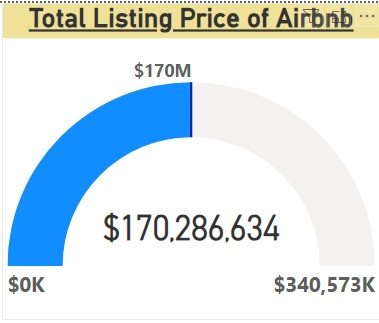 Total Listing Price of Airbnb
$170M
$170,286,634
$0K
$340,573K